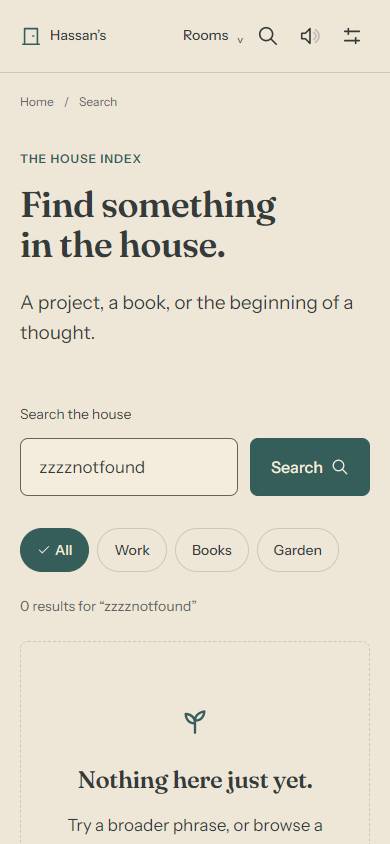 Hassan's
Rooms v
Home / Search
THE HOUSE INDEX
Find something
in the house.
A project, a book, or the beginning of a
thought.
Search the house
zzzznotfound
Search
All Work Books Garden
0 results for “zzzznotfound”
Nothing here just yet.
Try a broader phrase, or browse a